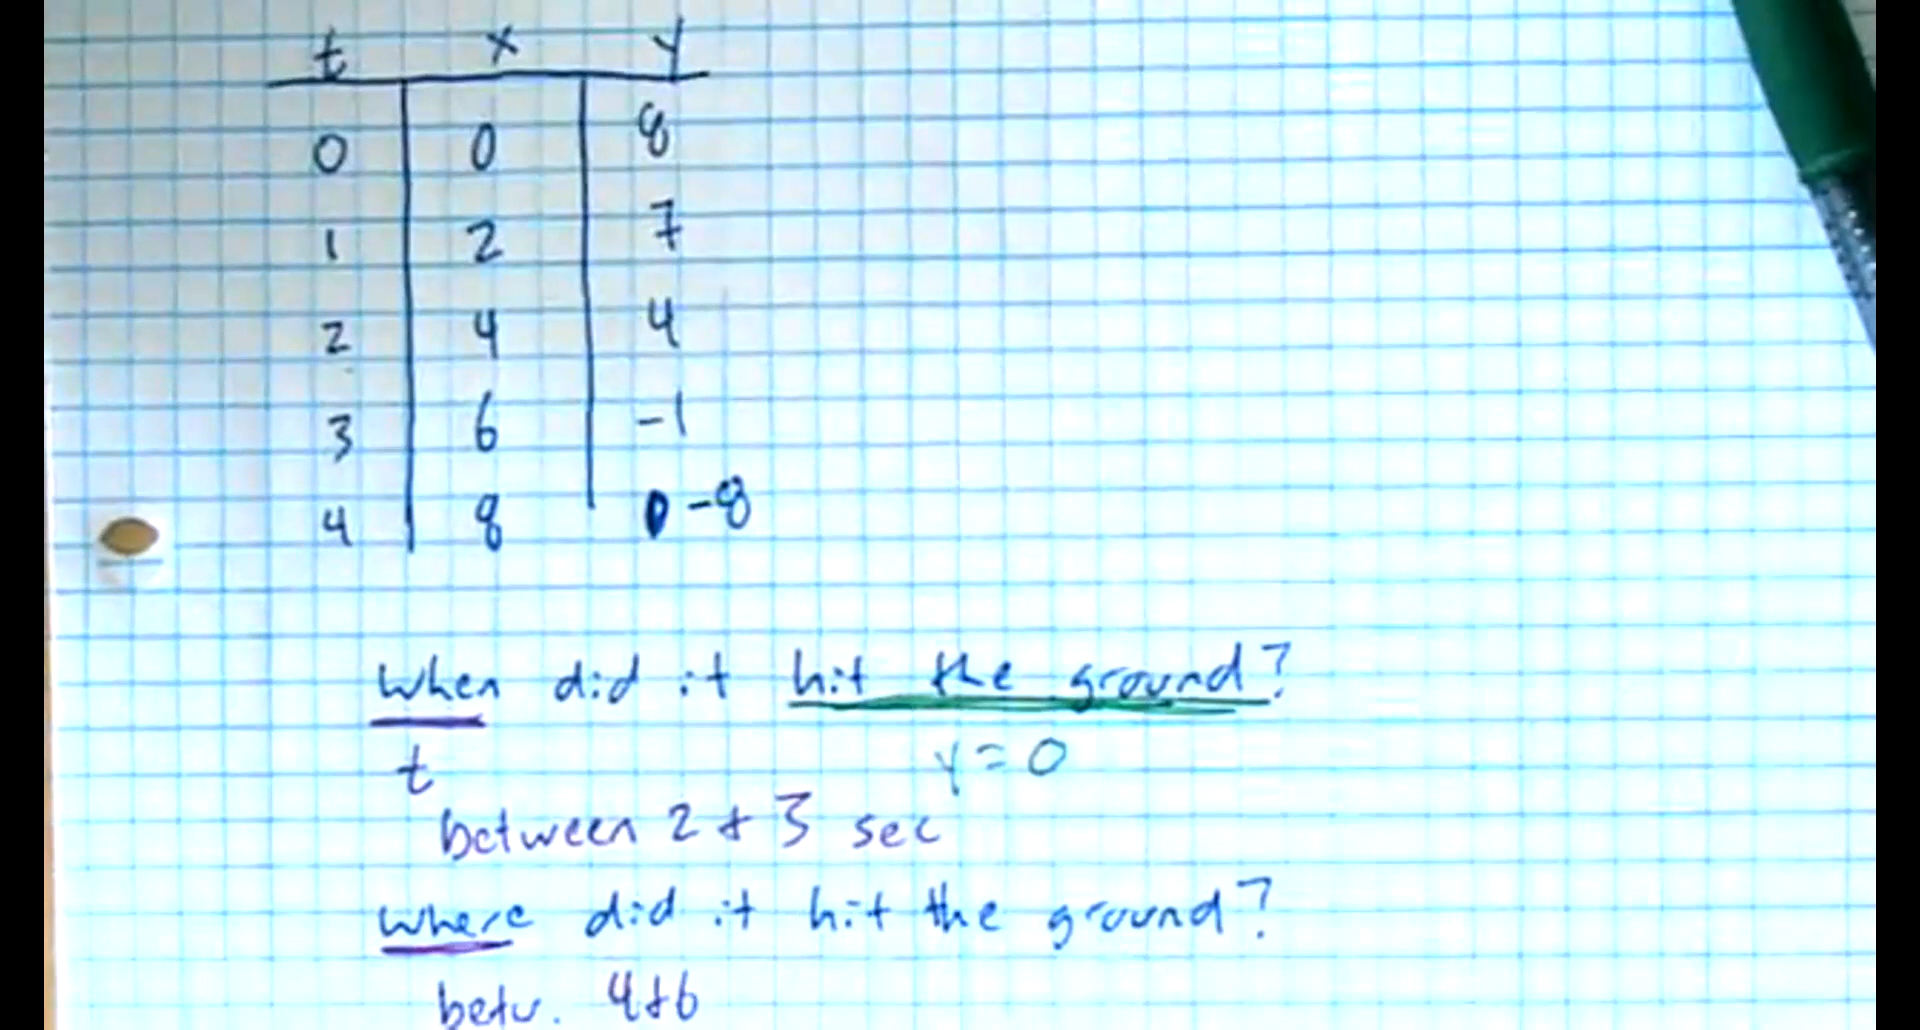 t x y
0 0 8
1 2 7
2 4 4
3 6 -1
4 8 -8
When did it hit the ground?
t y=0
between 2 & 3 sec
Where did it hit the ground?
betw. 4 & 6